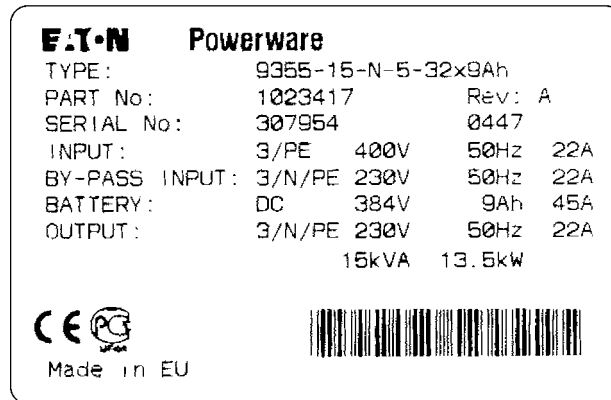 EATON Powerware
TYPE: 9355-15-N-5-32x9Ah
PART No: 1023417 Rev: A
SERIAL No: 307954 0447
INPUT: 3/PE 400V 50Hz 22A
BY-PASS INPUT: 3/N/PE 230V 50Hz 22A
BATTERY: DC 384V 9Ah 45A
OUTPUT: 3/N/PE 230V 50Hz 22A
15kVA 13.5kW
CE
Made in EU